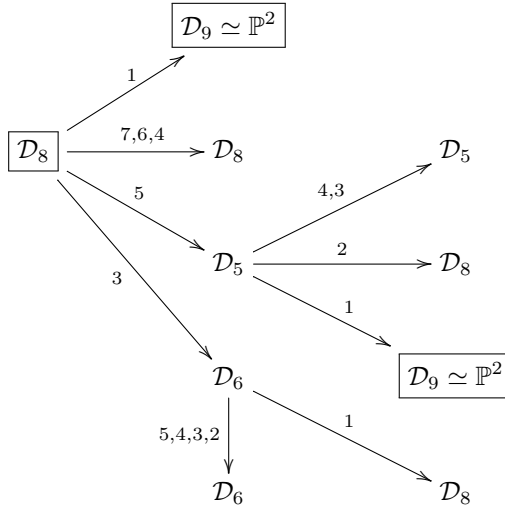 𝒟₉ ≃ ℙ²
1
𝒟₈
7,6,4
𝒟₈
𝒟₅
5
4,3
3
𝒟₅
2
𝒟₈
1
𝒟₆
𝒟₉ ≃ ℙ²
5,4,3,2
1
𝒟₆
𝒟₈